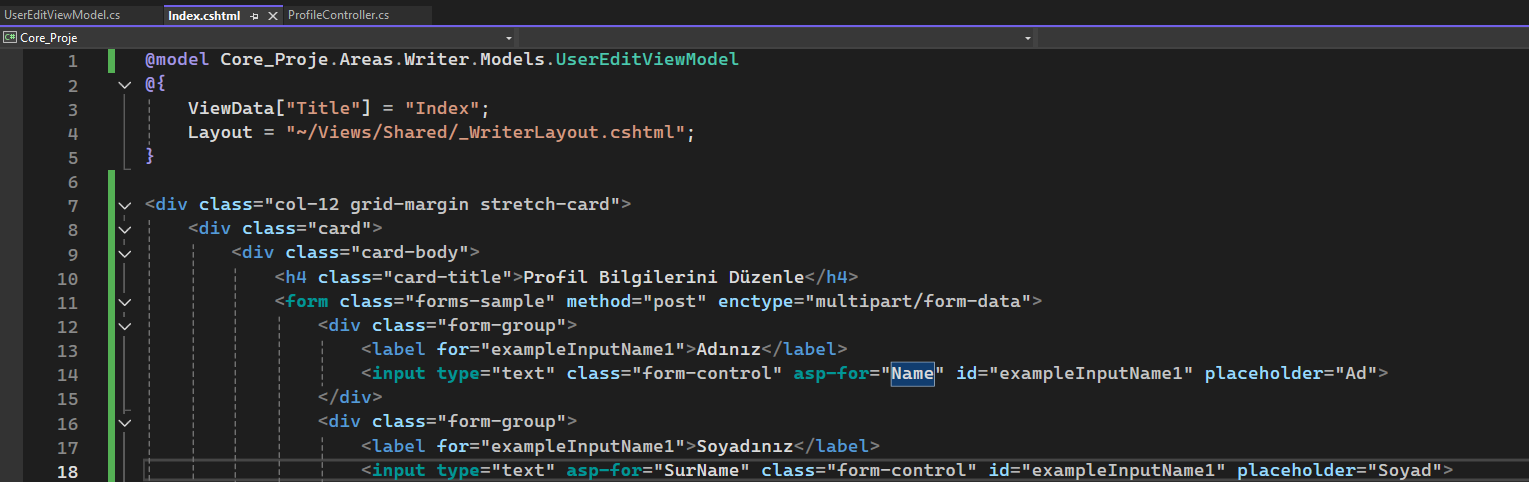 UserEditViewModel.cs Index.cshtml ProfileController.cs
C# Core_Proje
1 @model Core_Proje.Areas.Writer.Models.UserEditViewModel
2 @{
3 ViewData["Title"] = "Index";
4 Layout = "~/Views/Shared/_WriterLayout.cshtml";
5 }
6
7 <div class="col-12 grid-margin stretch-card">
8 <div class="card">
9 <div class="card-body">
10 <h4 class="card-title">Profil Bilgilerini Düzenle</h4>
11 <form class="forms-sample" method="post" enctype="multipart/form-data">
12 <div class="form-group">
13 <label for="exampleInputName1">Adınız</label>
14 <input type="text" class="form-control" asp-for="Name" id="exampleInputName1" placeholder="Ad">
15 </div>
16 <div class="form-group">
17 <label for="exampleInputName1">Soyadınız</label>
18 <input type="text" asp-for="SurName" class="form-control" id="exampleInputName1" placeholder="Soyad">